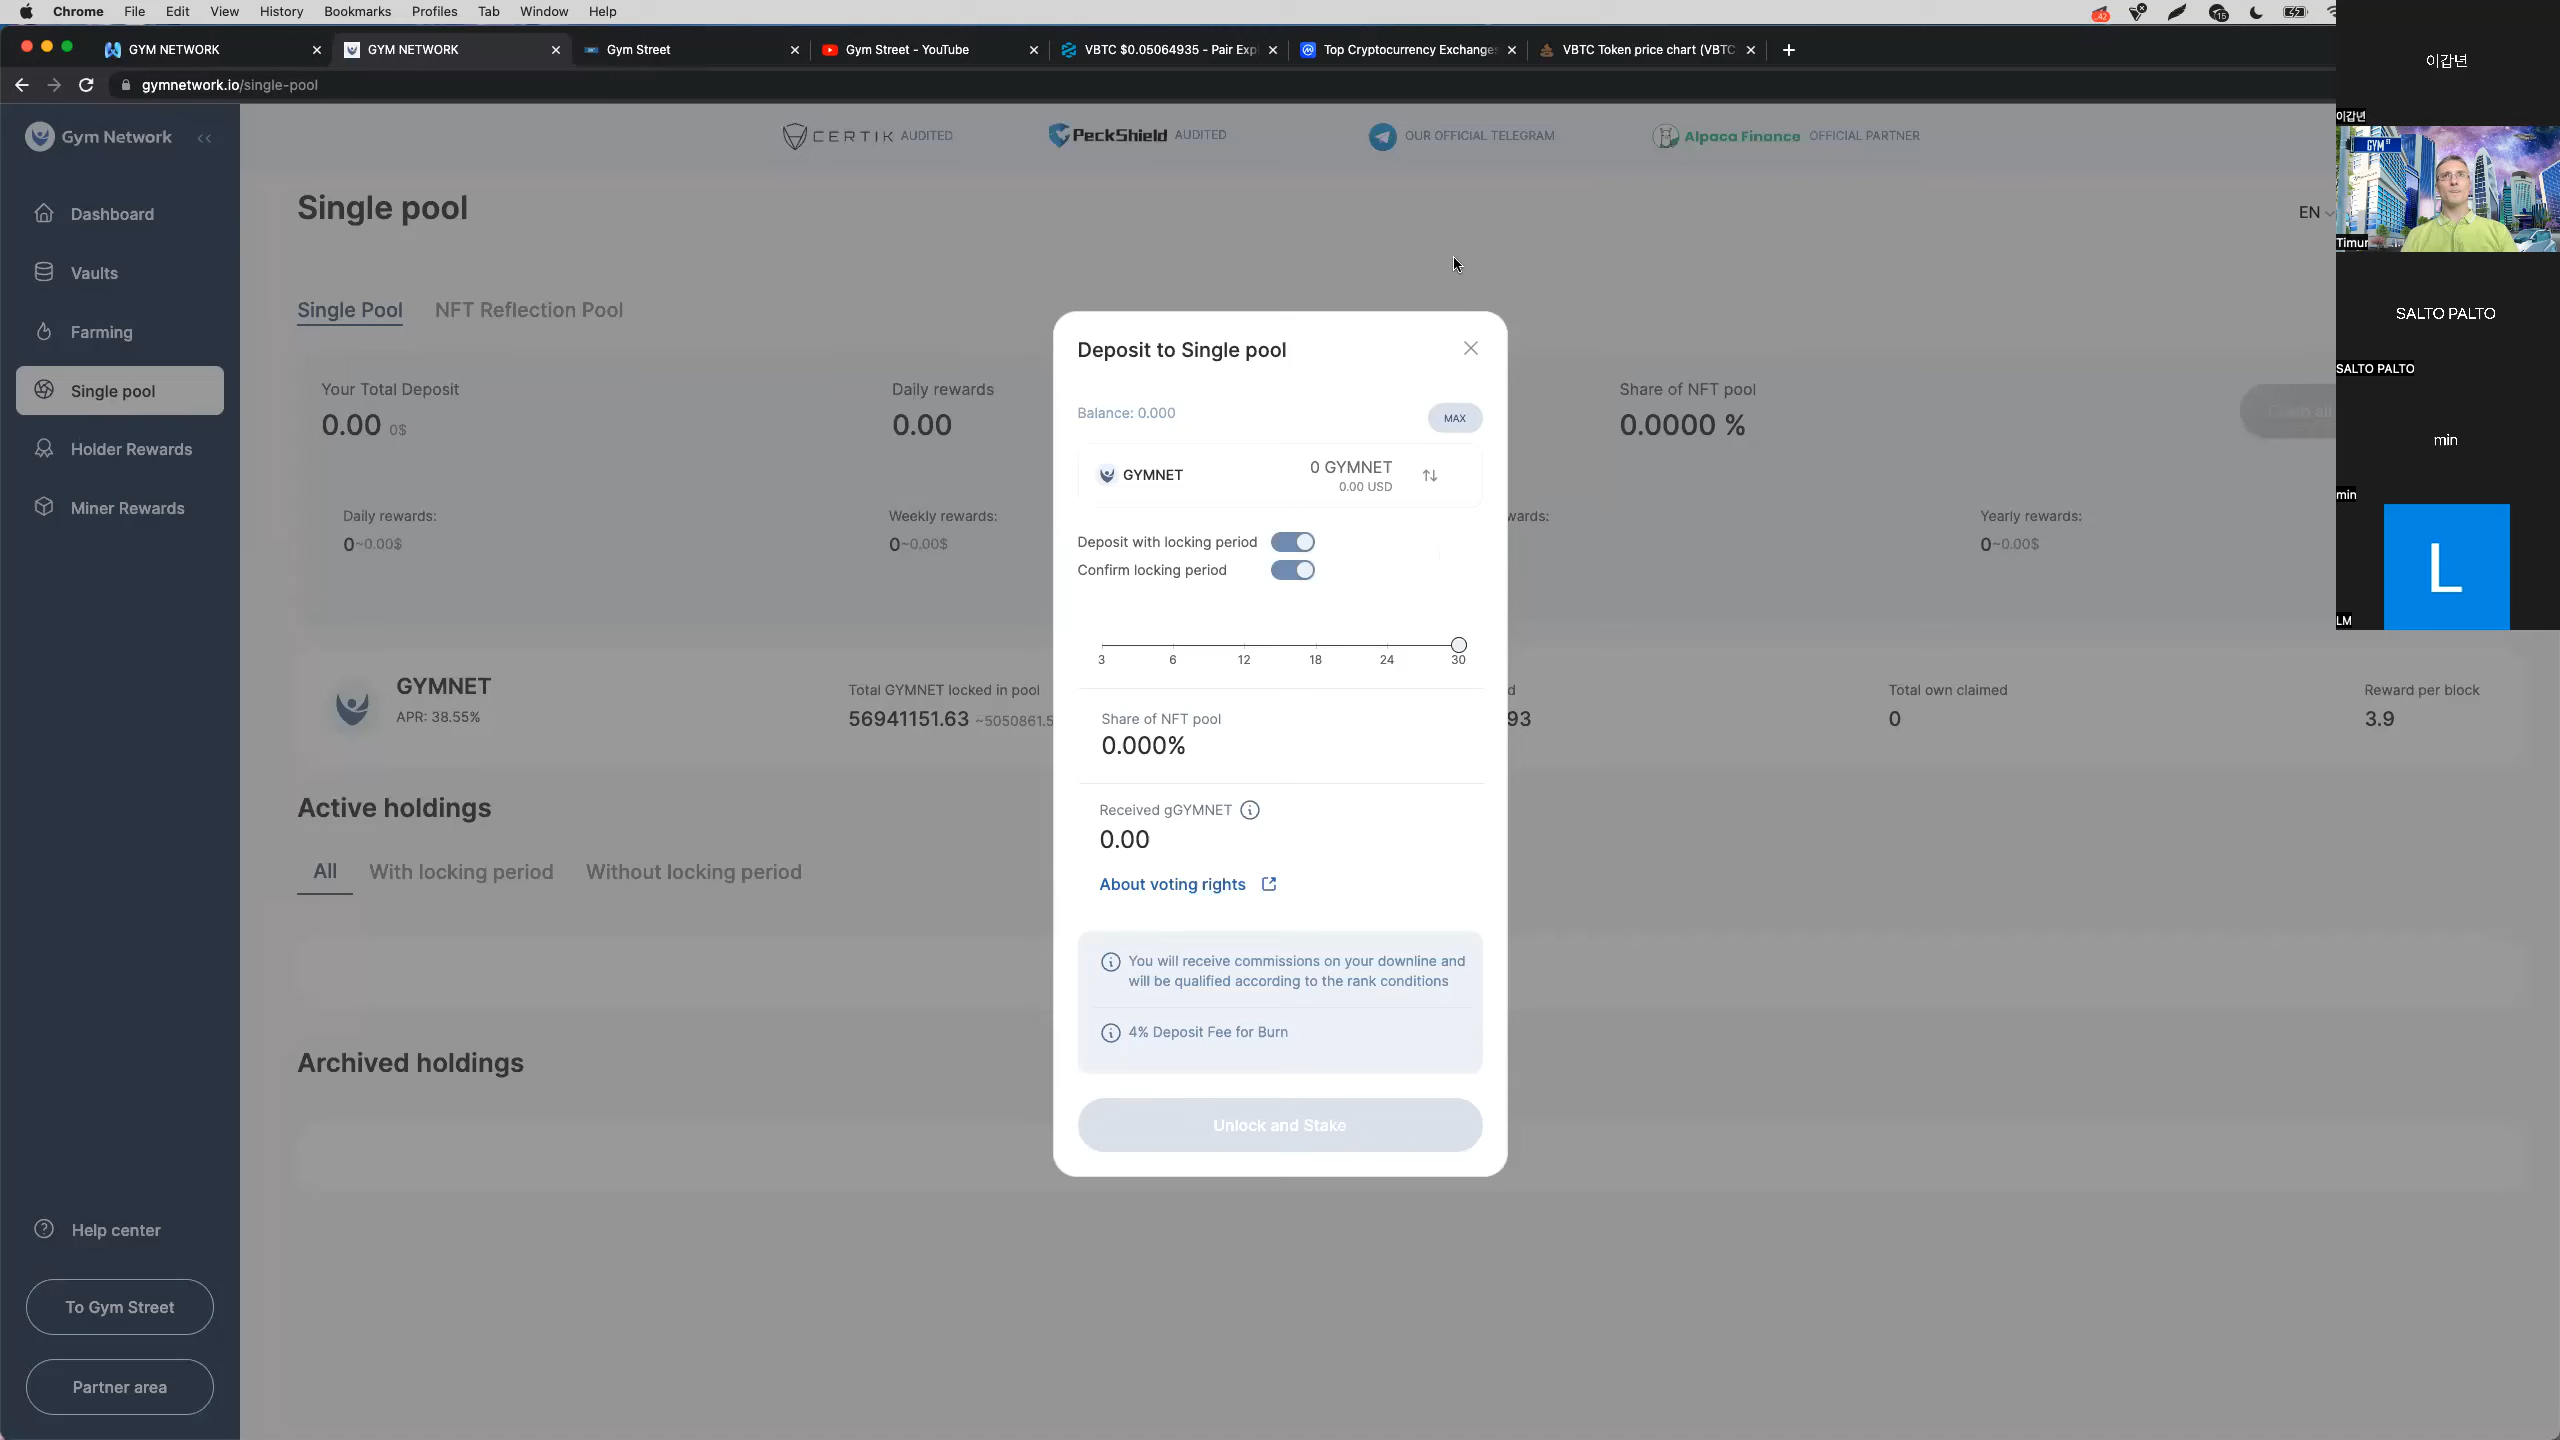 Chrome File Edit View History Bookmarks Profiles Tab Window Help
GYM NETWORK
GYM NETWORK
Gym Street
Gym Street - YouTube
VBTC $0.05064935 - Pair Exp
Top Cryptocurrency Exchanges
VBTC Token price chart (VBTC
gymnetwork.io/single-pool
Gym Network
CERTIK AUDITED
PeckShield AUDITED
OUR OFFICIAL TELEGRAM
Alpaca Finance OFFICIAL PARTNER
Dashboard
Vaults
Farming
Single pool
Holder Rewards
Miner Rewards
Help center
To Gym Street
Partner area
Single pool
EN
Single Pool
NFT Reflection Pool
Your Total Deposit
0.00 0$
Daily rewards
0.00
Share of NFT pool
0.0000 %
Daily rewards:
0~0.00$
Weekly rewards:
0~0.00$
wards:
Yearly rewards:
0~0.00$
GYMNET
APR: 38.55%
Total GYMNET locked in pool
56941151.63 ~5050861.5
d
93
Total own claimed
0
Reward per block
3.9
Active holdings
All
With locking period
Without locking period
Archived holdings
Deposit to Single pool
Balance: 0.000
MAX
GYMNET
0 GYMNET
0.00 USD
Deposit with locking period
Confirm locking period
3 6 12 18 24 30
Share of NFT pool
0.000%
Received gGYMNET
0.00
About voting rights
You will receive commissions on your downline and
will be qualified according to the rank conditions
4% Deposit Fee for Burn
Unlock and Stake
이갑년
이갑년
GYM ST
Timur
SALTO PALTO
SALTO PALTO
min
min
L
LM